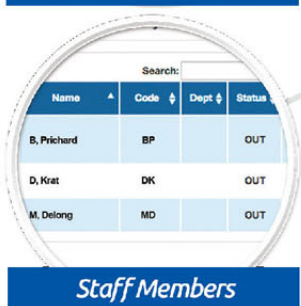 Search:
Name Code Dept Status
B, Prichard BP OUT
D, Krat DK OUT
M, Delong MD OUT
Staff Members